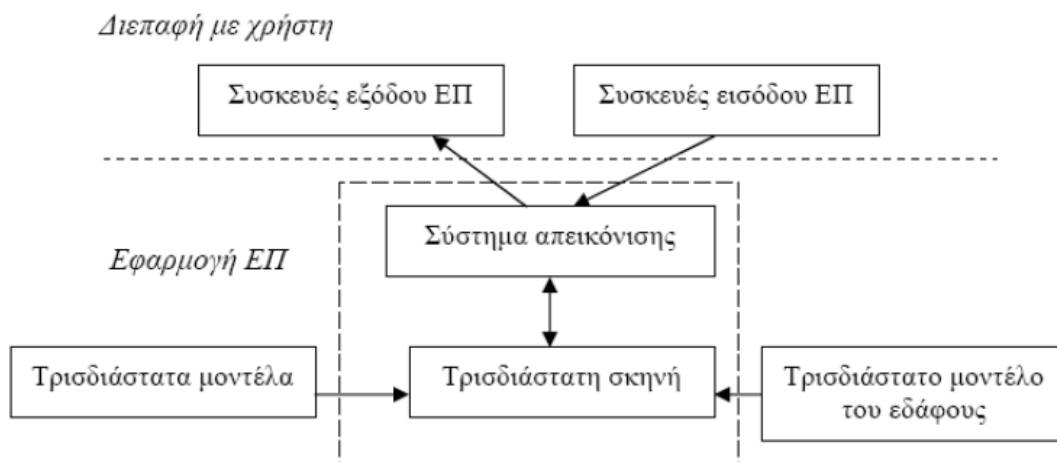 Διεπαφή με χρήστη
Συσκευές εξόδου ΕΠ
Συσκευές εισόδου ΕΠ
Σύστημα απεικόνισης
Εφαρμογή ΕΠ
Τρισδιάστατα μοντέλα
Τρισδιάστατη σκηνή
Τρισδιάστατο μοντέλο
του εδάφους